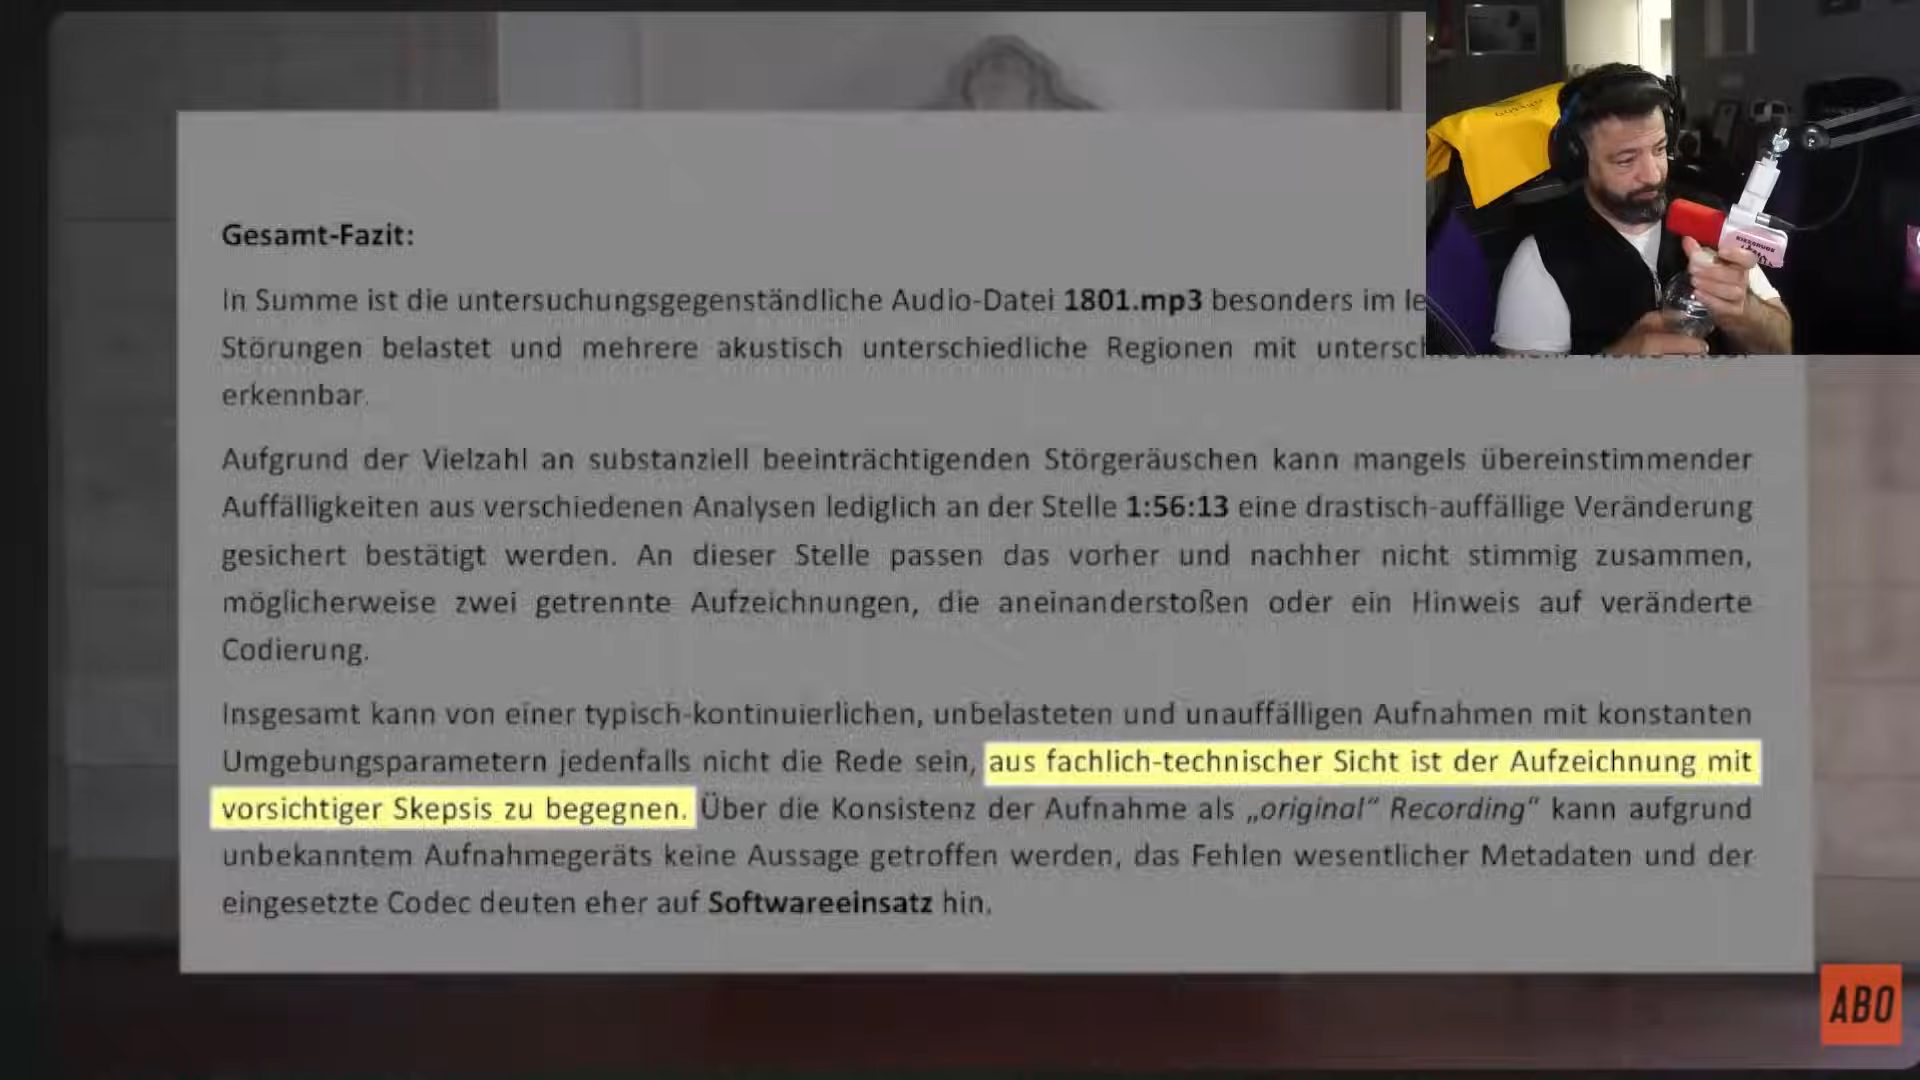 Gesamt-Fazit:
In Summe ist die untersuchungsgegenständliche Audio-Datei 1801.mp3 besonders im
Störungen belastet und mehrere akustisch unterschiedliche Regionen mit
erkennbar.
Aufgrund der Vielzahl an substanziell beeinträchtigenden Störgeräuschen kann mangels übereinstimmender
Auffälligkeiten aus verschiedenen Analysen lediglich an der Stelle 1:56:13 eine drastisch-auffällige Veränderung
gesichert bestätigt werden. An dieser Stelle passen das vorher und nachher nicht stimmig zusammen,
möglicherweise zwei getrennte Aufzeichnungen, die aneinanderstoßen oder ein Hinweis auf veränderte
Codierung.
Insgesamt kann von einer typisch-kontinuierlichen, unbelasteten und unauffälligen Aufnahmen mit konstanten
Umgebungsparametern jedenfalls nicht die Rede sein, aus fachlich-technischer Sicht ist der Aufzeichnung mit
vorsichtiger Skepsis zu begegnen. Über die Konsistenz der Aufnahme als „original“ Recording“ kann aufgrund
unbekanntem Aufnahmegeräts keine Aussage getroffen werden, das Fehlen wesentlicher Metadaten und der
eingesetzte Codec deuten eher auf Softwareeinsatz hin.
ABO